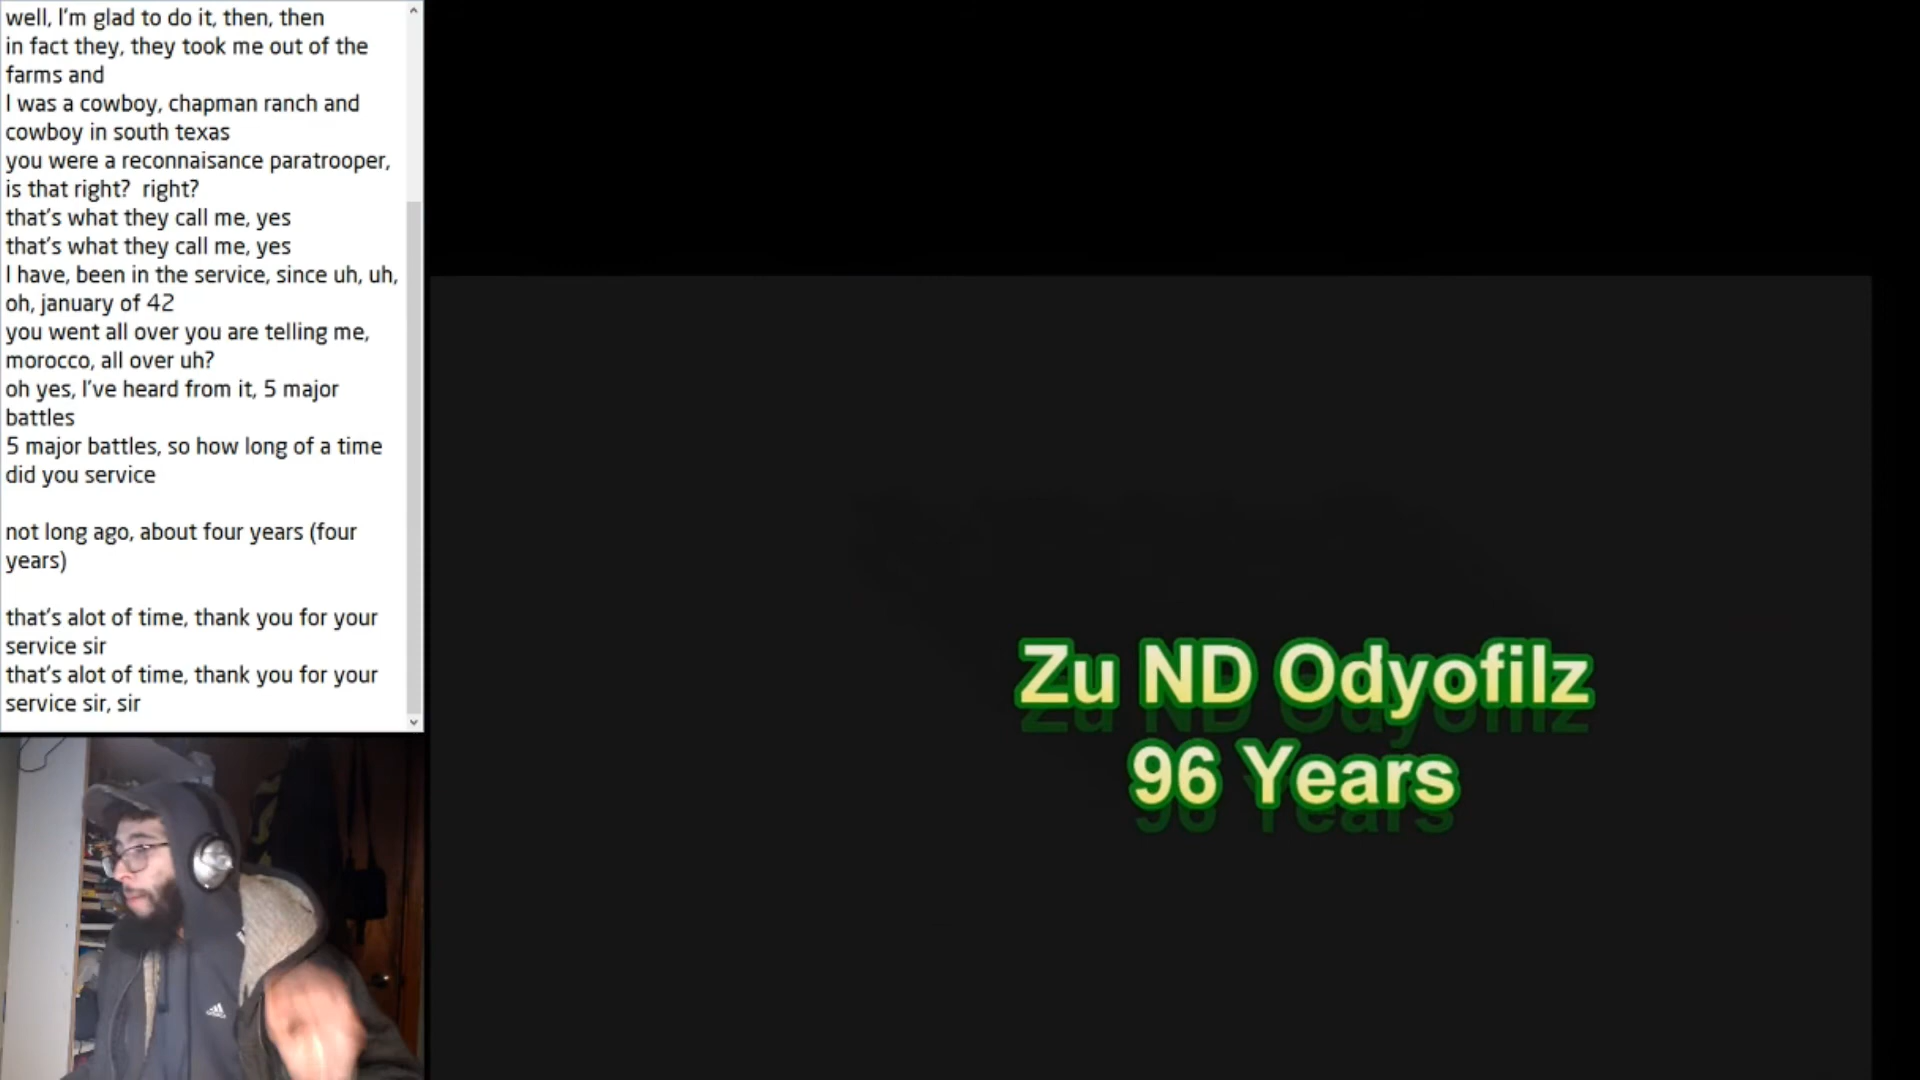 well, I'm glad to do it, then, then
in fact they, they took me out of the
farms and
I was a cowboy, chapman ranch and
cowboy in south texas
you were a reconnaisance paratrooper,
is that right?  right?
that's what they call me, yes
that's what they call me, yes
I have, been in the service, since uh, uh,
oh, january of 42
you went all over you are telling me,
morocco, all over uh?
oh yes, I've heard from it, 5 major
battles
5 major battles, so how long of a time
did you service
not long ago, about four years (four
years)
that's alot of time, thank you for your
service sir
that's alot of time, thank you for your
service sir, sir
Zu ND Odyofilz
96 Years